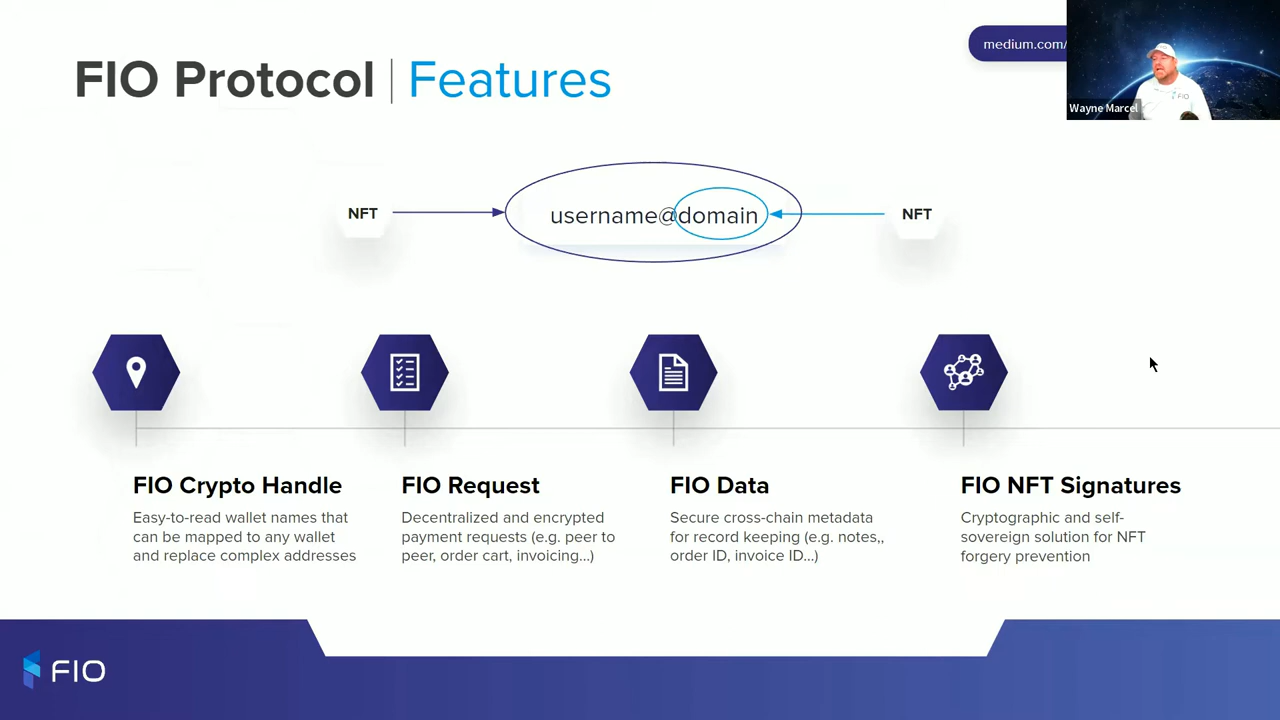 FIO Protocol | Features
medium.com/
Wayne Marcel
FIO
NFT
username@domain
NFT
FIO Crypto Handle
Easy-to-read wallet names that
can be mapped to any wallet
and replace complex addresses
FIO Request
Decentralized and encrypted
payment requests (e.g. peer to
peer, order cart, invoicing...)
FIO Data
Secure cross-chain metadata
for record keeping (e.g. notes,,
order ID, invoice ID...)
FIO NFT Signatures
Cryptographic and self-
sovereign solution for NFT
forgery prevention
FIO